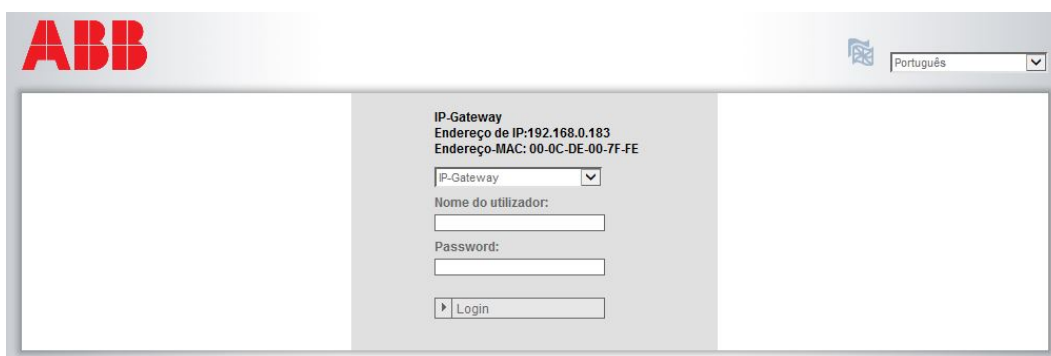 ABB
Português
IP-Gateway
Endereço de IP:192.168.0.183
Endereço-MAC: 00-0C-DE-00-7F-FE
IP-Gateway
Nome do utilizador:
Password:
Login